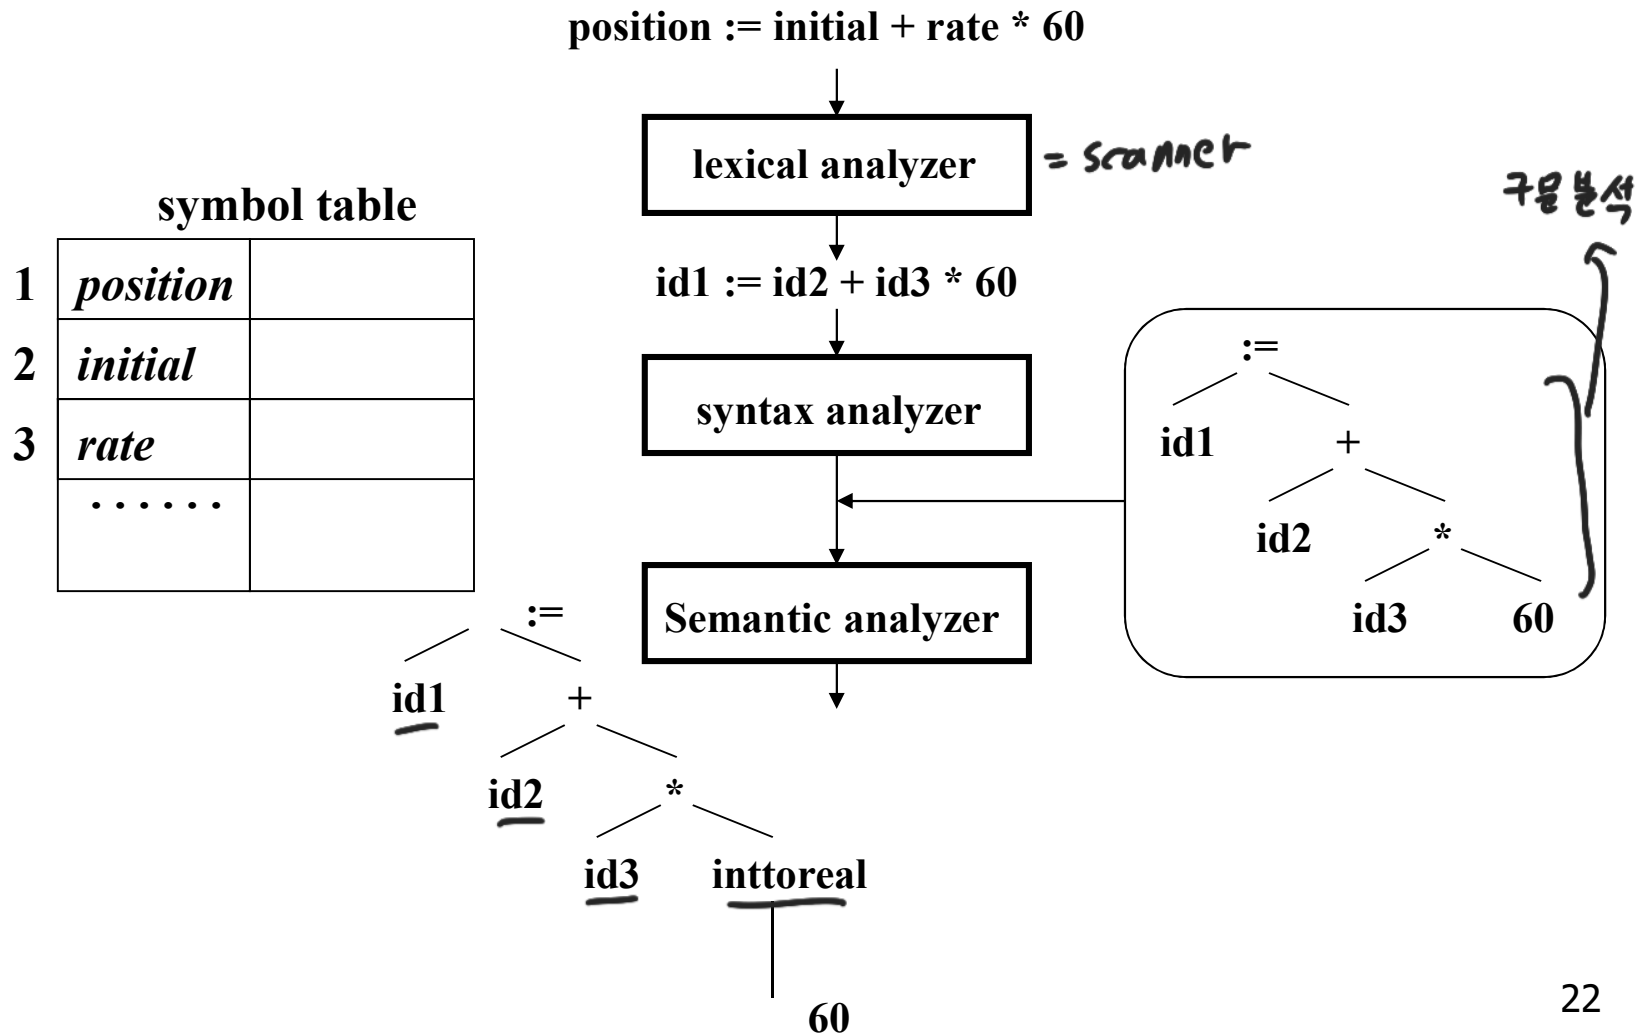 position := initial + rate * 60
lexical analyzer
= scanner
구문분석
symbol table
1 position
2 initial
3 rate
......
id1 := id2 + id3 * 60
syntax analyzer
:=
id1 +
id2 *
id3 60
Semantic analyzer
:=
id1 +
id2 *
id3 inttoreal
60
22